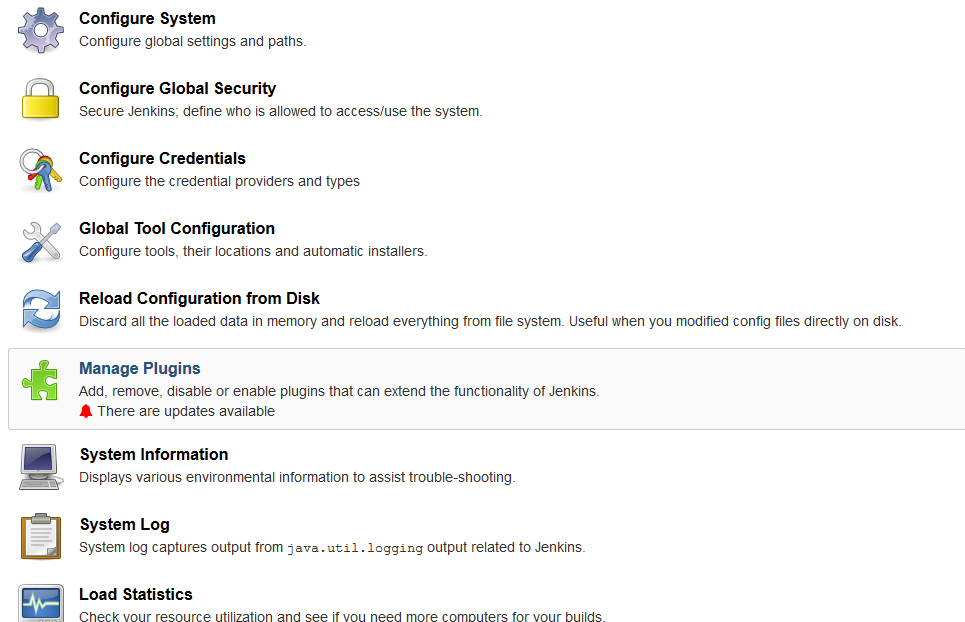 Configure System
Configure global settings and paths.
Configure Global Security
Secure Jenkins; define who is allowed to access/use the system.
Configure Credentials
Configure the credential providers and types
Global Tool Configuration
Configure tools, their locations and automatic installers.
Reload Configuration from Disk
Discard all the loaded data in memory and reload everything from file system. Useful when you modified config files directly on disk.
Manage Plugins
Add, remove, disable or enable plugins that can extend the functionality of Jenkins.
There are updates available
System Information
Displays various environmental information to assist trouble-shooting.
System Log
System log captures output from java.util.logging output related to Jenkins.
Load Statistics
Check your resource utilization and see if you need more computers for your builds.